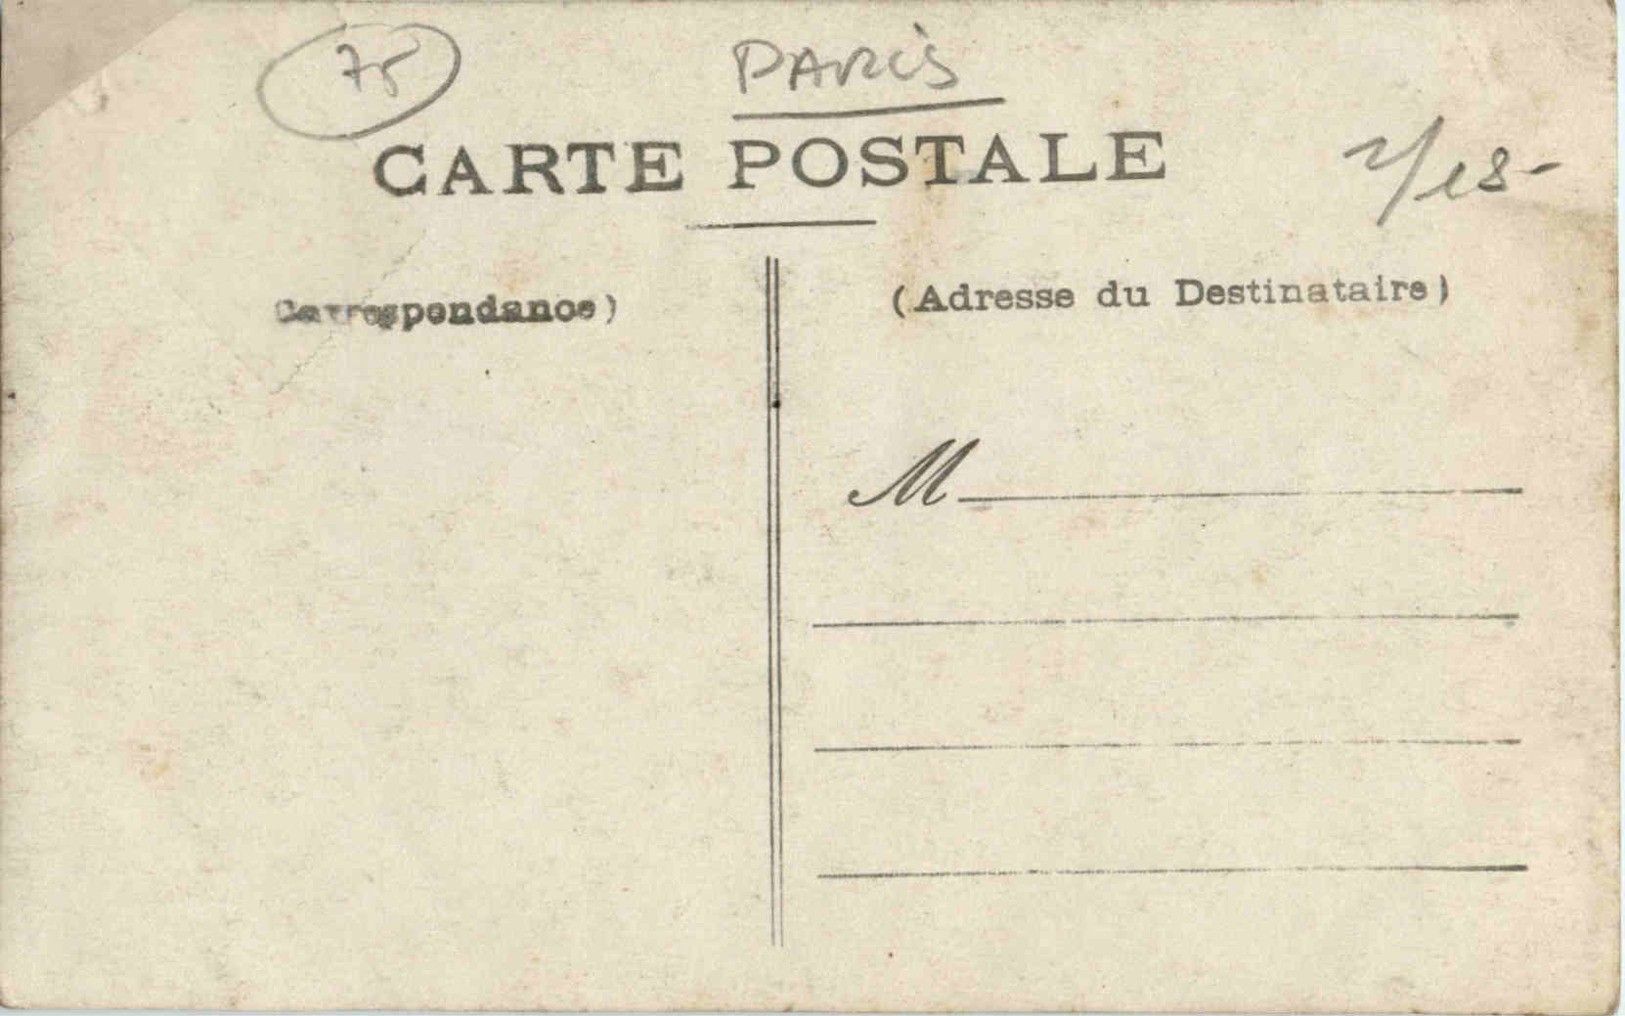 75
PARIS
CARTE POSTALE
Correspondance)
(Adresse du Destinataire)
M